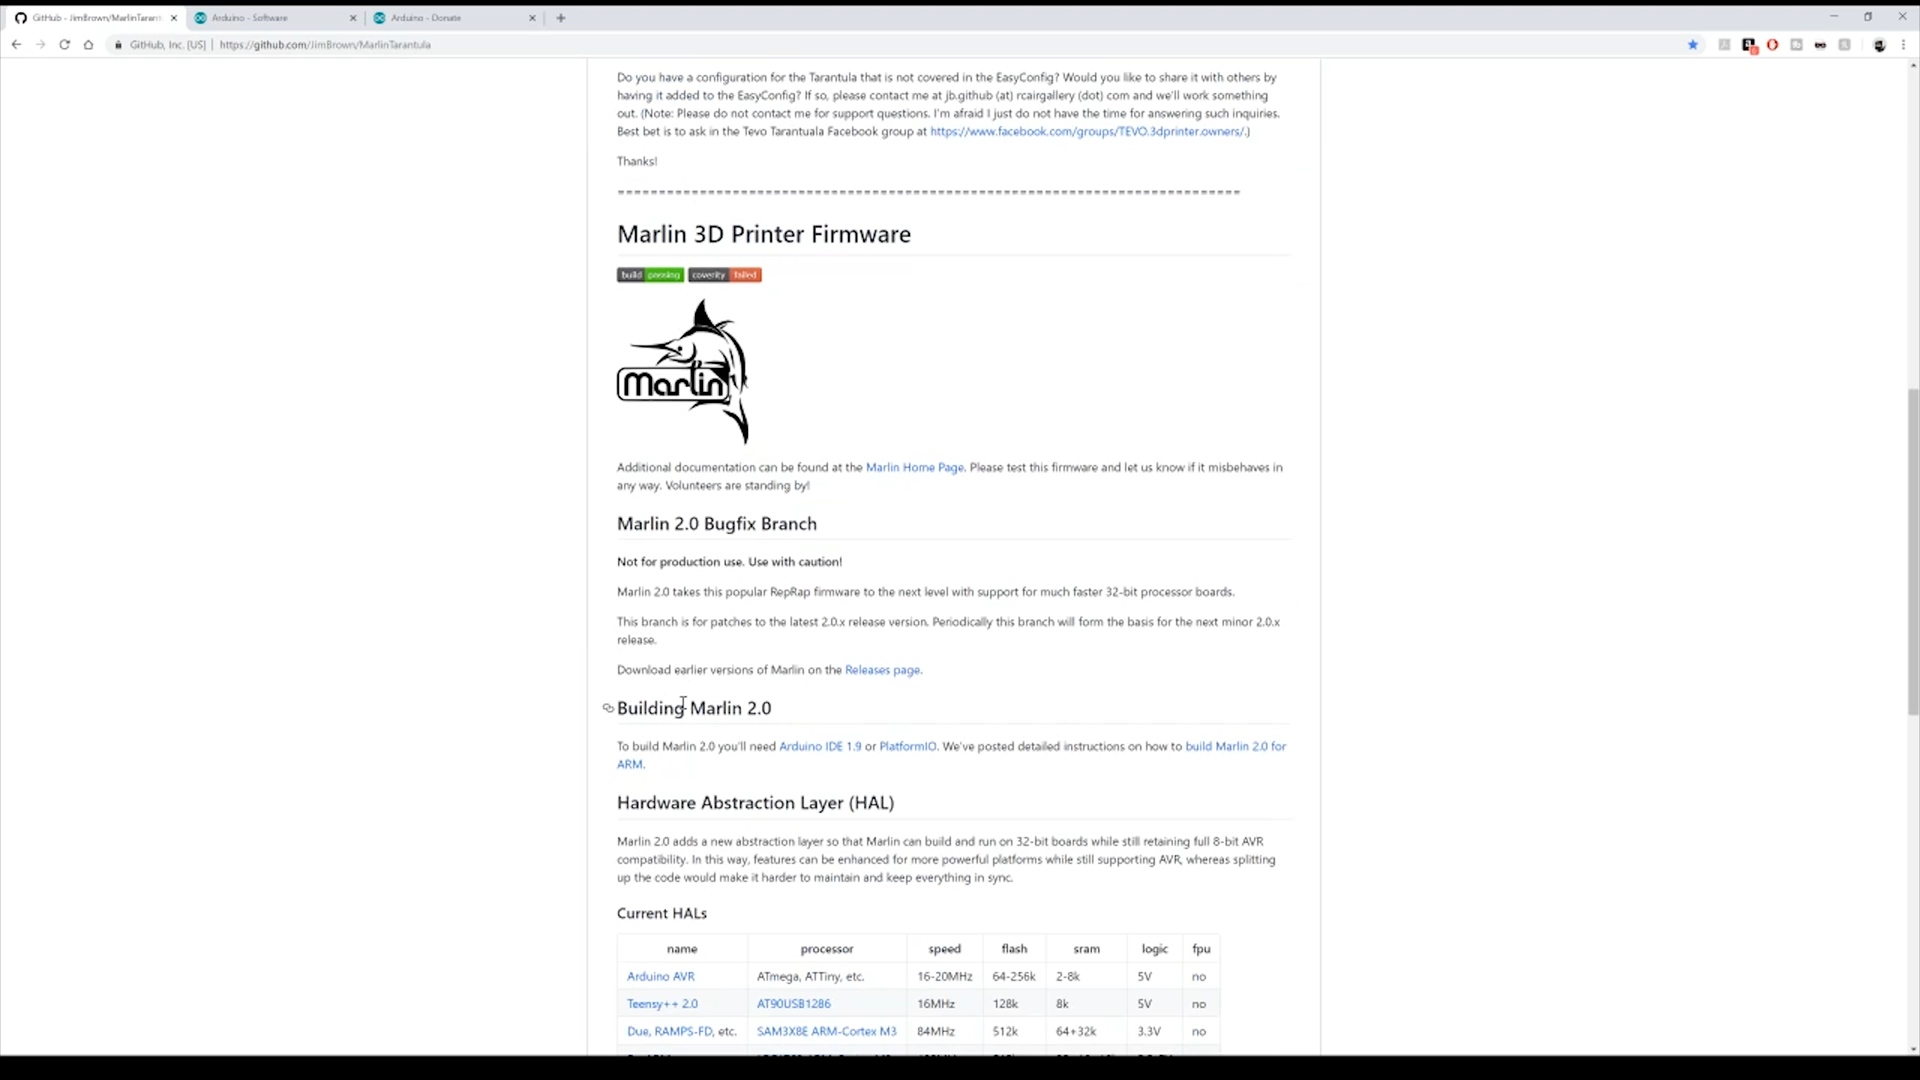 GitHub - JimBrown/MarlinTarant
Arduino - Software
Arduino - Donate
GitHub, Inc. [US] | https://github.com/JimBrown/MarlinTarantula
Do you have a configuration for the Tarantula that is not covered in the EasyConfig? Would you like to share it with others by
having it added to the EasyConfig? If so, please contact me at jb.github (at) rcairgallery (dot) com and we'll work something
out. (Note: Please do not contact me for support questions. I'm afraid I just do not have the time for answering such inquiries.
Best bet is to ask in the Tevo Tarantuala Facebook group at https://www.facebook.com/groups/TEVO.3dprinter.owners/.)
Thanks!
Marlin 3D Printer Firmware
build passing coverity failed
Marlin
Additional documentation can be found at the Marlin Home Page. Please test this firmware and let us know if it misbehaves in
any way. Volunteers are standing by!
Marlin 2.0 Bugfix Branch
Not for production use. Use with caution!
Marlin 2.0 takes this popular RepRap firmware to the next level with support for much faster 32-bit processor boards.
This branch is for patches to the latest 2.0.x release version. Periodically this branch will form the basis for the next minor 2.0.x
release.
Download earlier versions of Marlin on the Releases page.
Building Marlin 2.0
To build Marlin 2.0 you'll need Arduino IDE 1.9 or PlatformIO. We've posted detailed instructions on how to build Marlin 2.0 for
ARM.
Hardware Abstraction Layer (HAL)
Marlin 2.0 adds a new abstraction layer so that Marlin can build and run on 32-bit boards while still retaining full 8-bit AVR
compatibility. In this way, features can be enhanced for more powerful platforms while still supporting AVR, whereas splitting
up the code would make it harder to maintain and keep everything in sync.
Current HALs
name processor speed flash sram logic fpu
Arduino AVR ATmega, ATTiny, etc. 16-20MHz 64-256k 2-8k 5V no
Teensy++ 2.0 AT90USB1286 16MHz 128k 8k 5V no
Due, RAMPS-FD, etc. SAM3X8E ARM-Cortex M3 84MHz 512k 64+32k 3.3V no